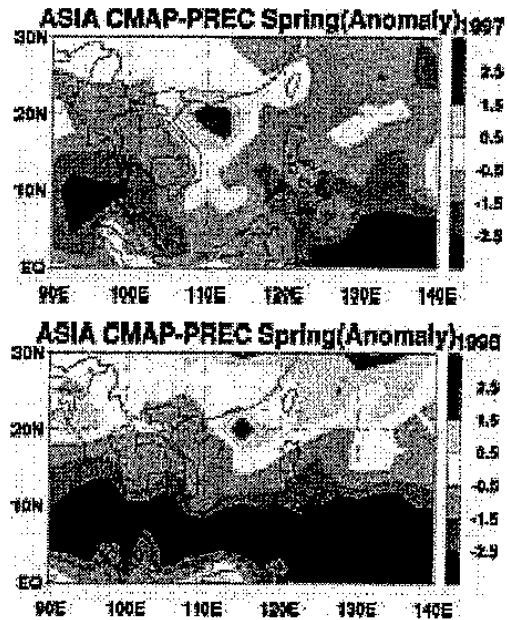 ASIA CMAP-PREC Spring(Anomaly) 1997
30N
20N
10N
EQ
90E 100E 110E 120E 130E 140E
2.5
1.5
0.5
-0.5
-1.5
-2.5
ASIA CMAP-PREC Spring(Anomaly) 1998
30N
20N
10N
EQ
90E 100E 110E 120E 130E 140E
2.5
1.5
0.5
-0.5
-1.5
-2.5